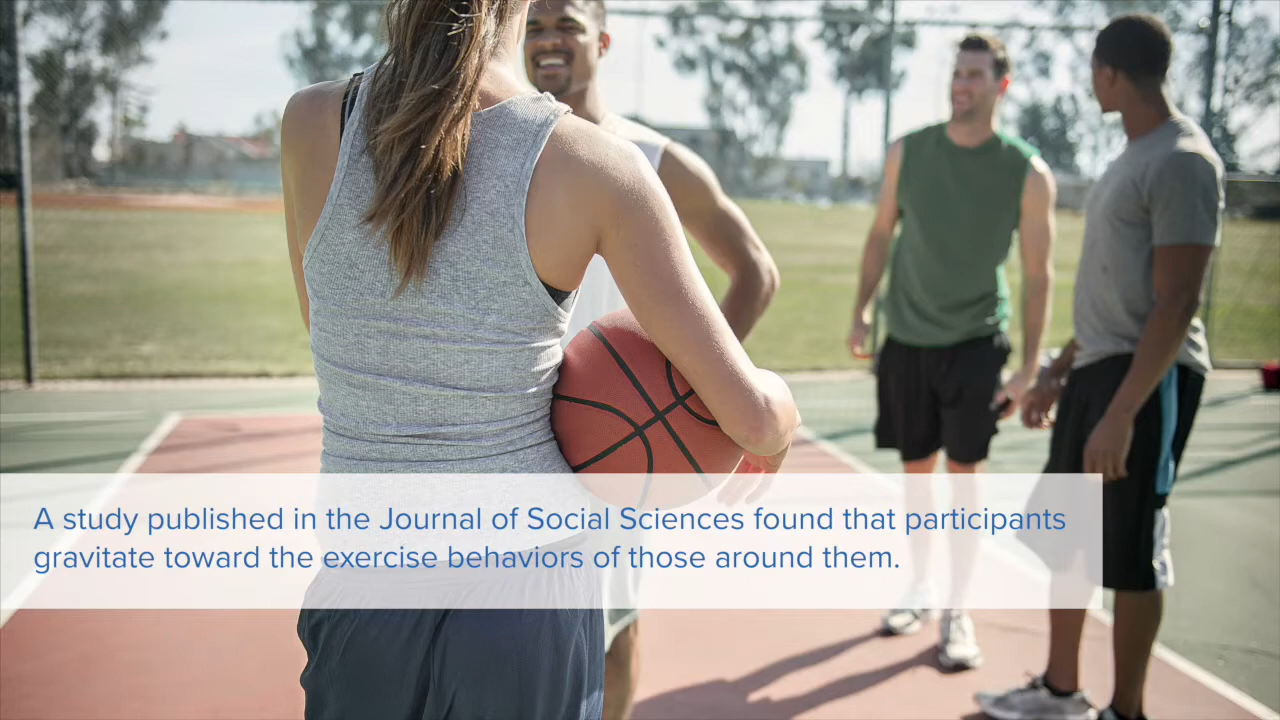 A study published in the Journal of Social Sciences found that participants
gravitate toward the exercise behaviors of those around them.